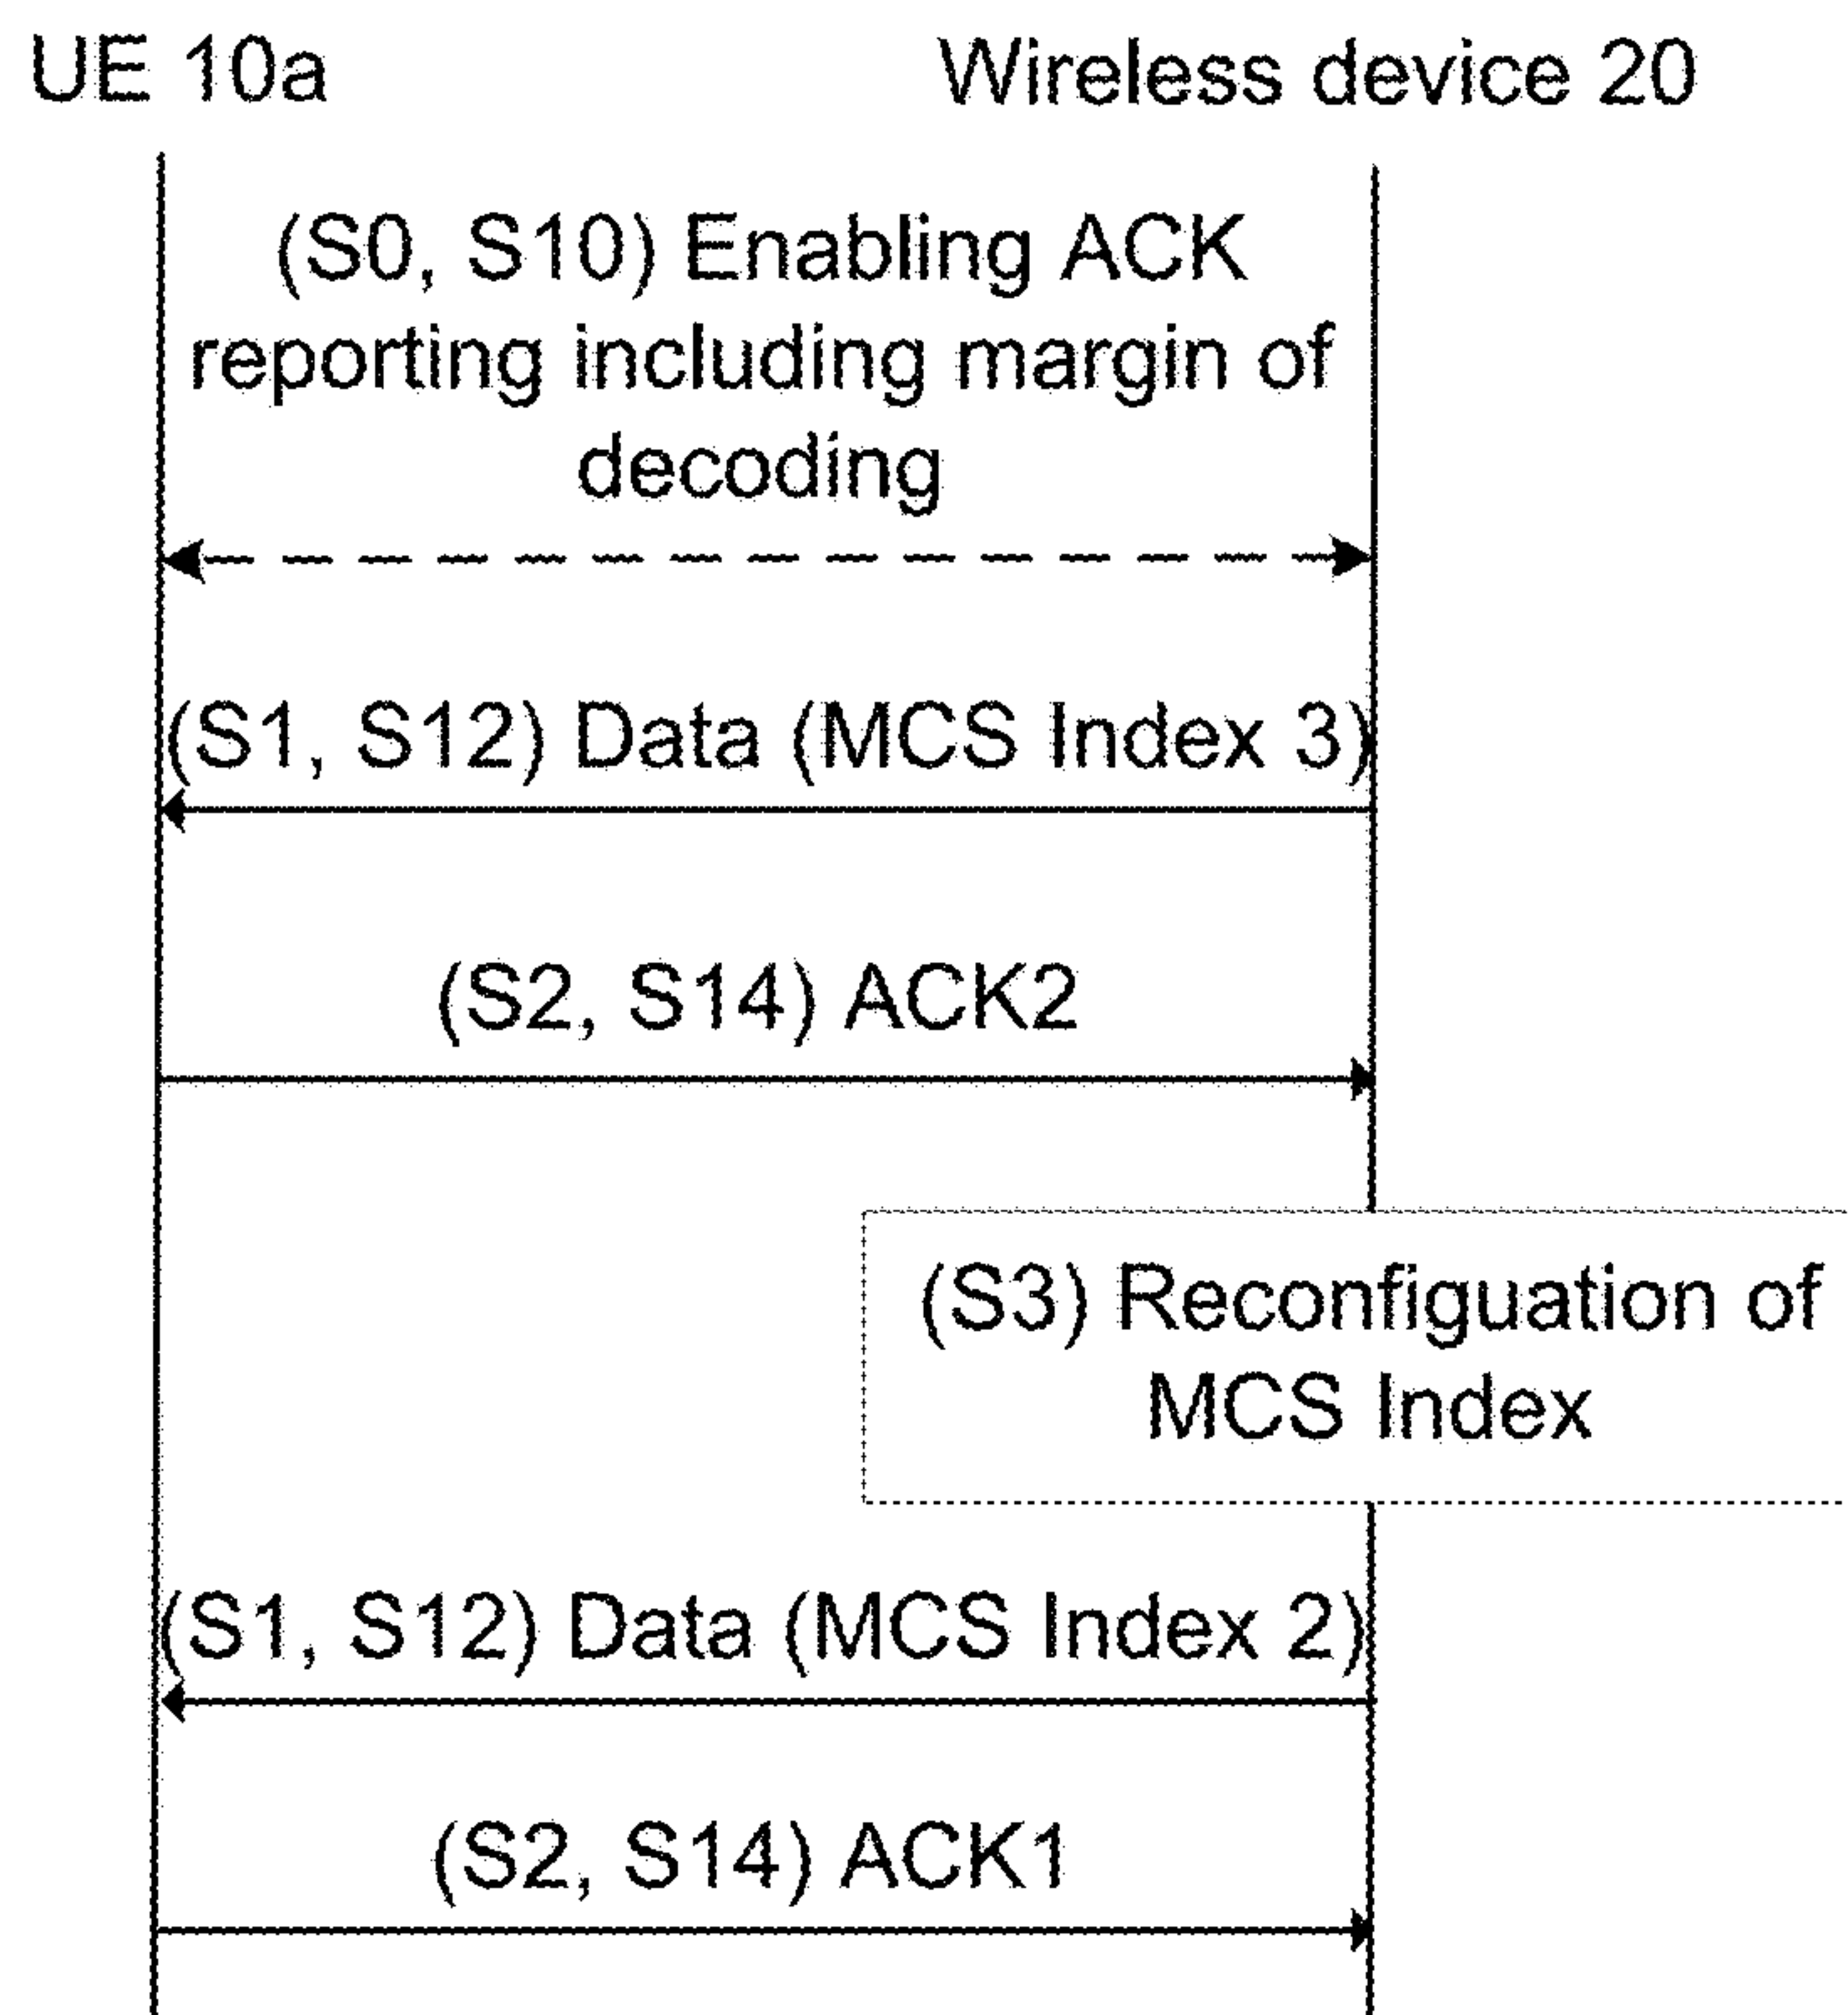 UE 10a
Wireless device 20
(S0, S10) Enabling ACK
reporting including margin of
decoding
(S1, S12) Data (MCS Index 3)
(S2, S14) ACK2
(S3) Reconfiguation of
MCS Index
(S1, S12) Data (MCS Index 2)
(S2, S14) ACK1